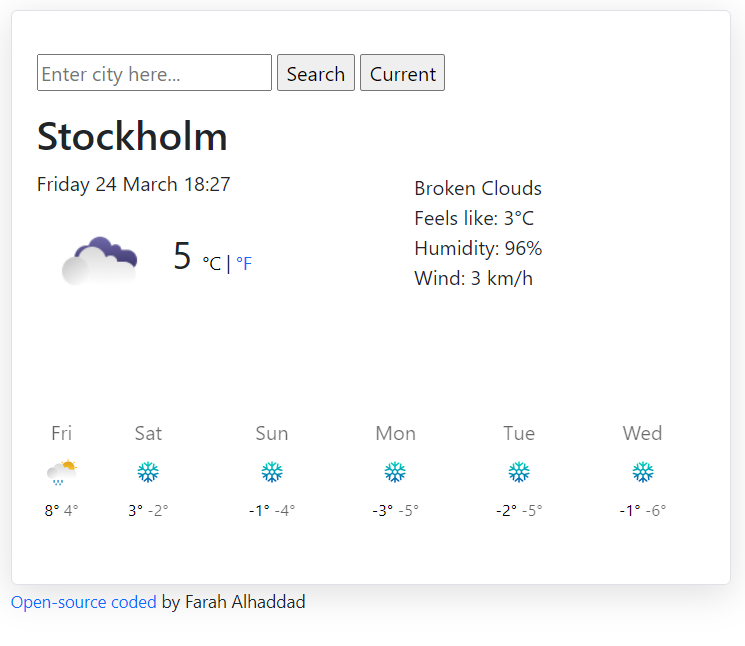 Enter city here...
Search
Current
Stockholm
Friday 24 March 18:27
5 °C | °F
Broken Clouds
Feels like: 3°C
Humidity: 96%
Wind: 3 km/h
Fri Sat Sun Mon Tue Wed
8° 4° 3° -2° -1° -4° -3° -5° -2° -5° -1° -6°
Open-source coded by Farah Alhaddad